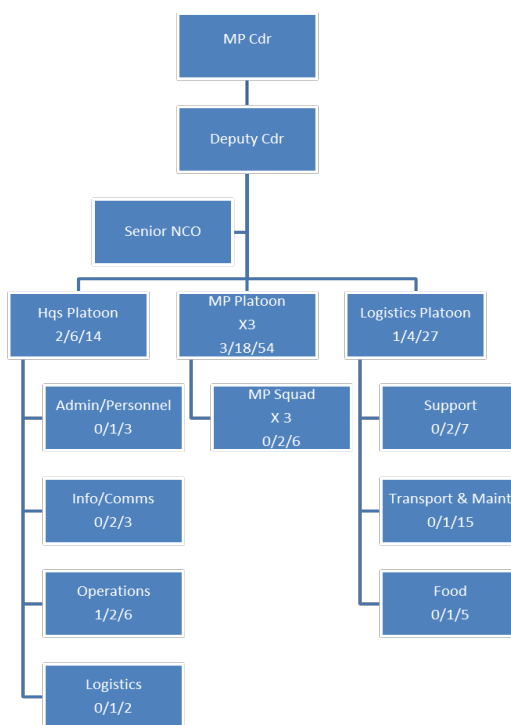 MP Cdr
Deputy Cdr
Senior NCO
Hqs Platoon
2/6/14
MP Platoon
X3
3/18/54
Logistics Platoon
1/4/27
Admin/Personnel
0/1/3
MP Squad
X 3
0/2/6
Support
0/2/7
Info/Comms
0/2/3
Transport & Maint
0/1/15
Operations
1/2/6
Food
0/1/5
Logistics
0/1/2